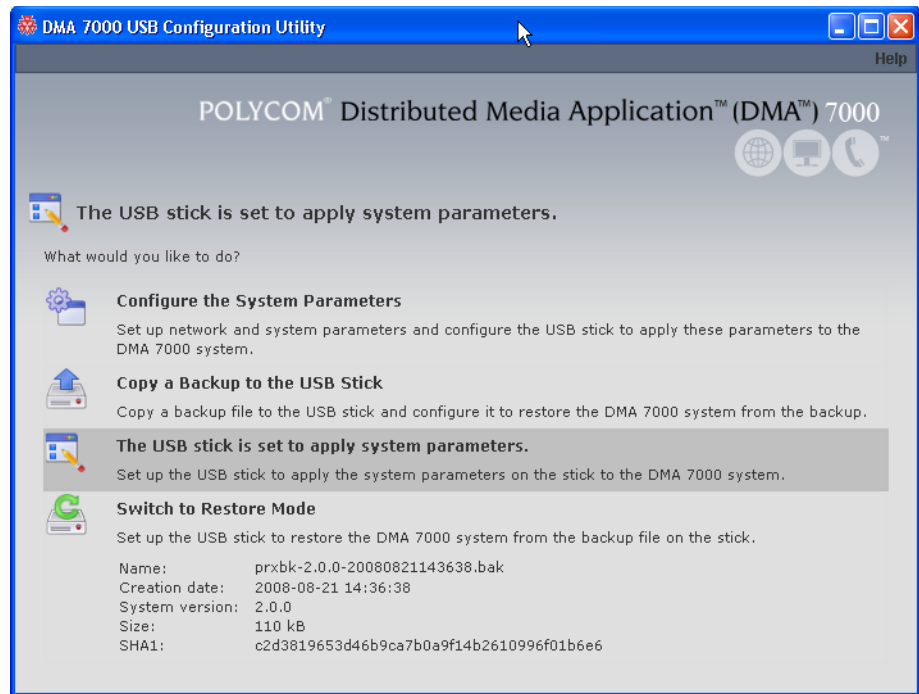 DMA 7000 USB Configuration Utility
Help
POLYCOM® Distributed Media Application™ (DMA™) 7000
™
The USB stick is set to apply system parameters.
What would you like to do?
Configure the System Parameters
Set up network and system parameters and configure the USB stick to apply these parameters to the
DMA 7000 system.
Copy a Backup to the USB Stick
Copy a backup file to the USB stick and configure it to restore the DMA 7000 system from the backup.
The USB stick is set to apply system parameters.
Set up the USB stick to apply the system parameters on the stick to the DMA 7000 system.
Switch to Restore Mode
Set up the USB stick to restore the DMA 7000 system from the backup file on the stick.
Name: prxbk-2.0.0-20080821143638.bak
Creation date: 2008-08-21 14:36:38
System version: 2.0.0
Size: 110 kB
SHA1: c2d3819653d46b9ca7b0a9f14b2610996f01b6e6